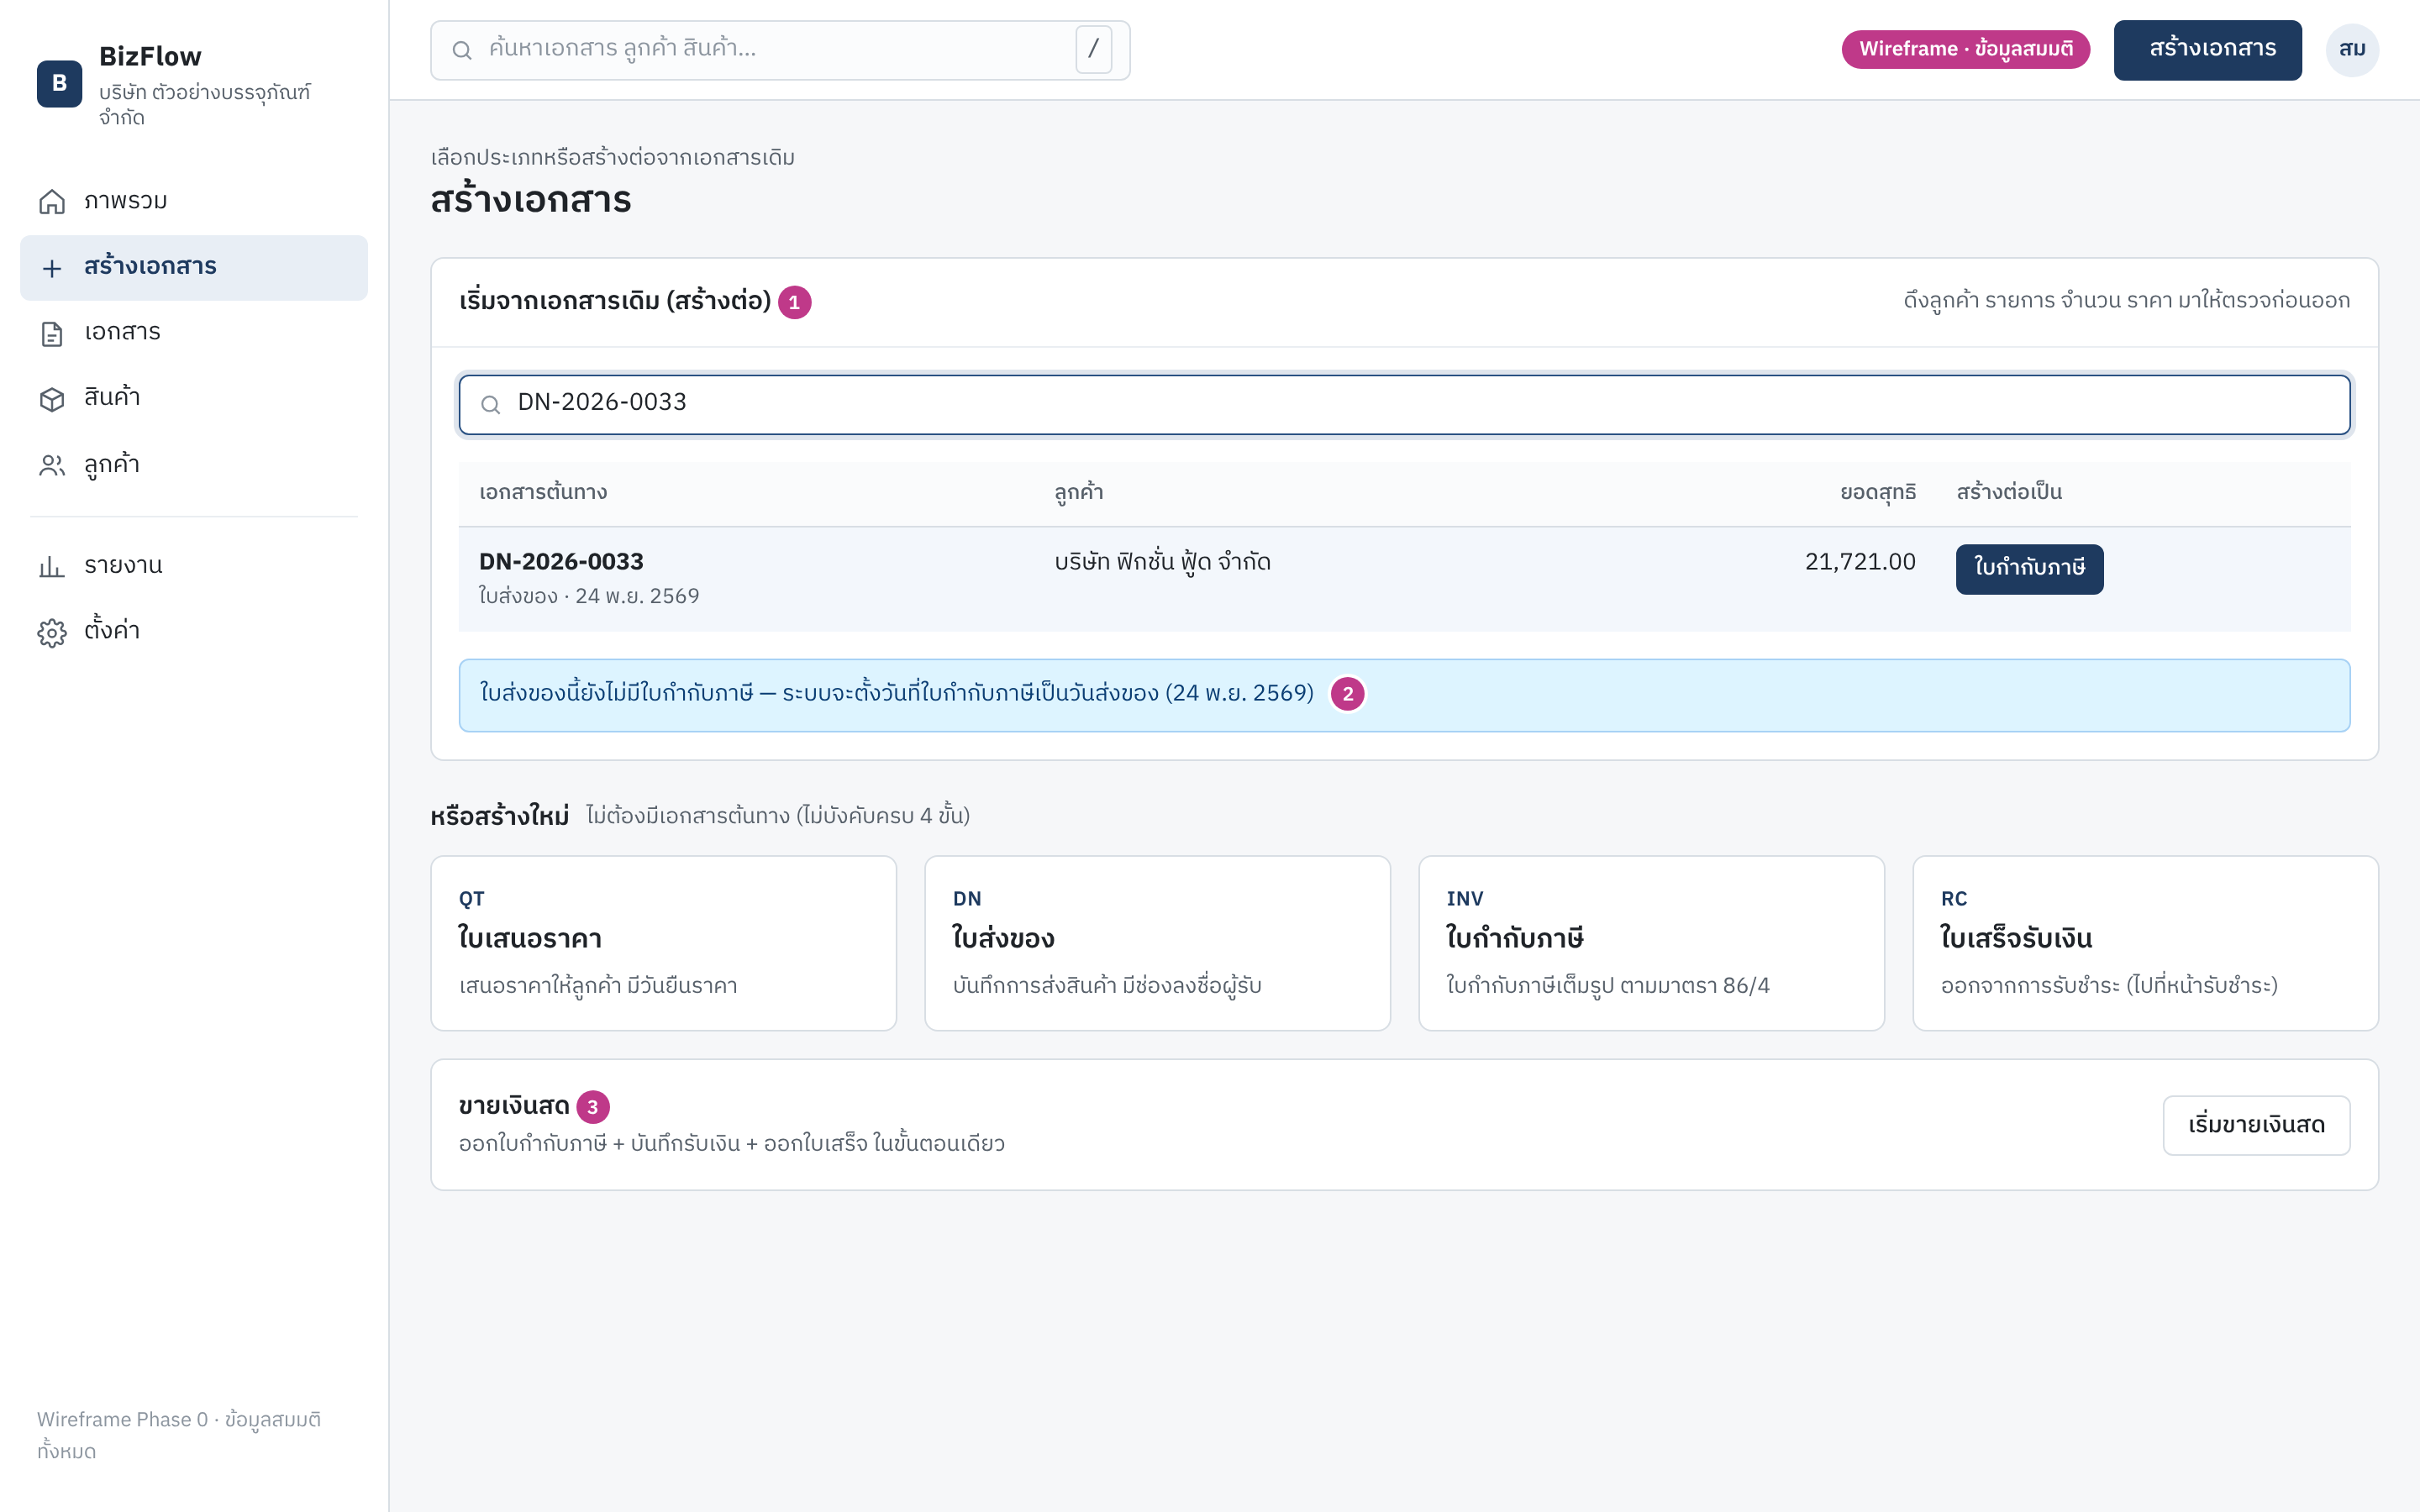 B
BizFlow
บริษัท ตัวอย่างบรรจุภัณฑ์
จำกัด
ภาพรวม
สร้างเอกสาร
เอกสาร
สินค้า
ลูกค้า
รายงาน
ตั้งค่า
Wireframe Phase 0 · ข้อมูลสมมติ
ทั้งหมด
ค้นหาเอกสาร ลูกค้า สินค้า... /
Wireframe · ข้อมูลสมมติ
สร้างเอกสาร
สม
เลือกประเภทหรือสร้างต่อจากเอกสารเดิม
สร้างเอกสาร
เริ่มจากเอกสารเดิม (สร้างต่อ) 1
ดึงลูกค้า รายการ จำนวน ราคา มาให้ตรวจก่อนออก
DN-2026-0033
เอกสารต้นทาง ลูกค้า ยอดสุทธิ สร้างต่อเป็น
DN-2026-0033 บริษัท ฟิกชั่น ฟู้ด จำกัด 21,721.00 ใบกำกับภาษี
ใบส่งของ · 24 พ.ย. 2569
ใบส่งของนี้ยังไม่มีใบกำกับภาษี — ระบบจะตั้งวันที่ใบกำกับภาษีเป็นวันส่งของ (24 พ.ย. 2569) 2
หรือสร้างใหม่ ไม่ต้องมีเอกสารต้นทาง (ไม่บังคับครบ 4 ขั้น)
QT
ใบเสนอราคา
เสนอราคาให้ลูกค้า มีวันยืนราคา
DN
ใบส่งของ
บันทึกการส่งสินค้า มีช่องลงชื่อผู้รับ
INV
ใบกำกับภาษี
ใบกำกับภาษีเต็มรูป ตามมาตรา 86/4
RC
ใบเสร็จรับเงิน
ออกจากการรับชำระ (ไปที่หน้ารับชำระ)
ขายเงินสด 3
ออกใบกำกับภาษี + บันทึกรับเงิน + ออกใบเสร็จ ในขั้นตอนเดียว
เริ่มขายเงินสด